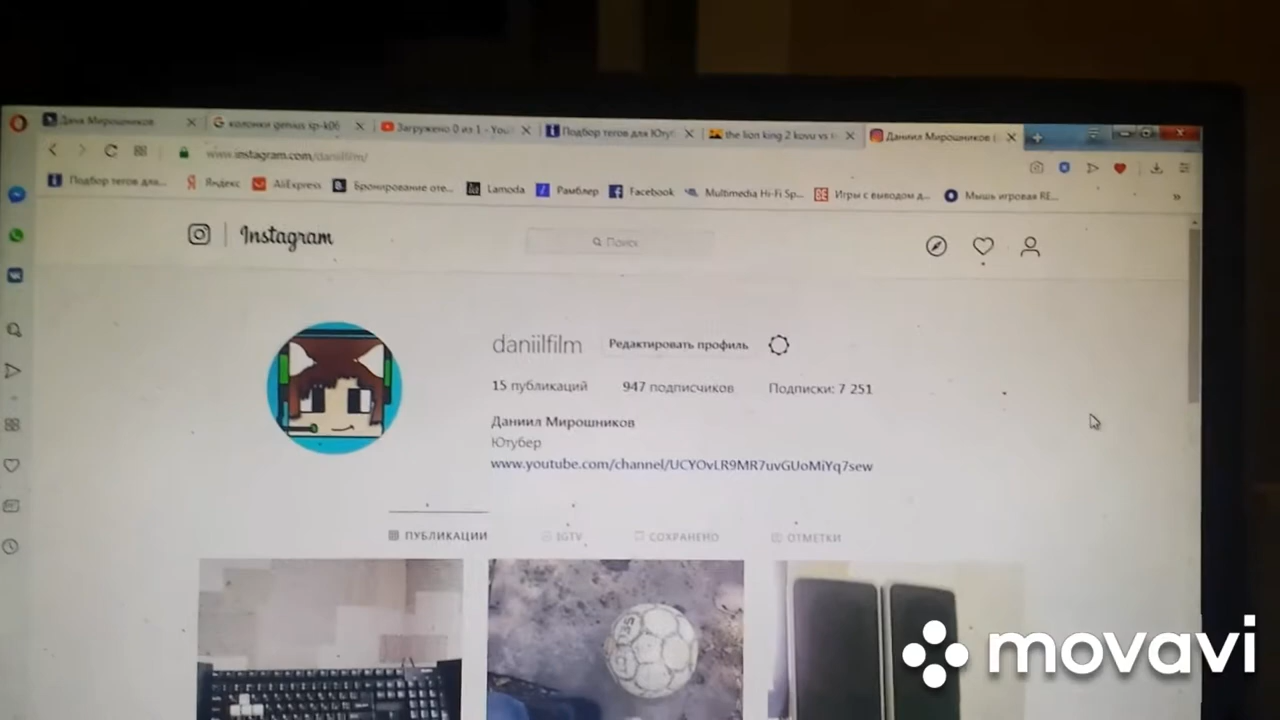 Даня Мирошников
колонки genius sp-k06
Загружено 0 из 1 - You
Подбор тегов для Ютуб
the lion king 2 kovu vs
Даниил Мирошников (
www.instagram.com/daniilfilm/
Подбор тегов для...
Яндекс
AliExpress
Бронирование оте...
Lamoda
Рамблер
Facebook
Multimedia Hi-Fi Sp...
Игры с выводом д...
Мышь игровая RE...
Instagram
Поиск
daniilfilm Редактировать профиль
15 публикаций 947 подписчиков Подписки: 7 251
Даниил Мирошников
Ютубер
www.youtube.com/channel/UCYOvLR9MR7uvGUoMiYq7sew
ПУБЛИКАЦИИ IGTV СОХРАНЕНО ОТМЕТКИ
movavi